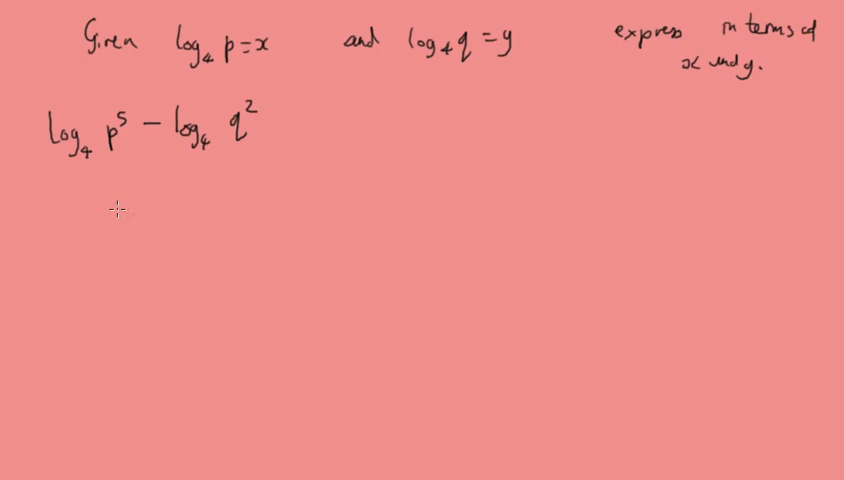 Given log₄ p = x and log₄ q = y express in terms of
x and y.
log₄ p⁵ − log₄ q²